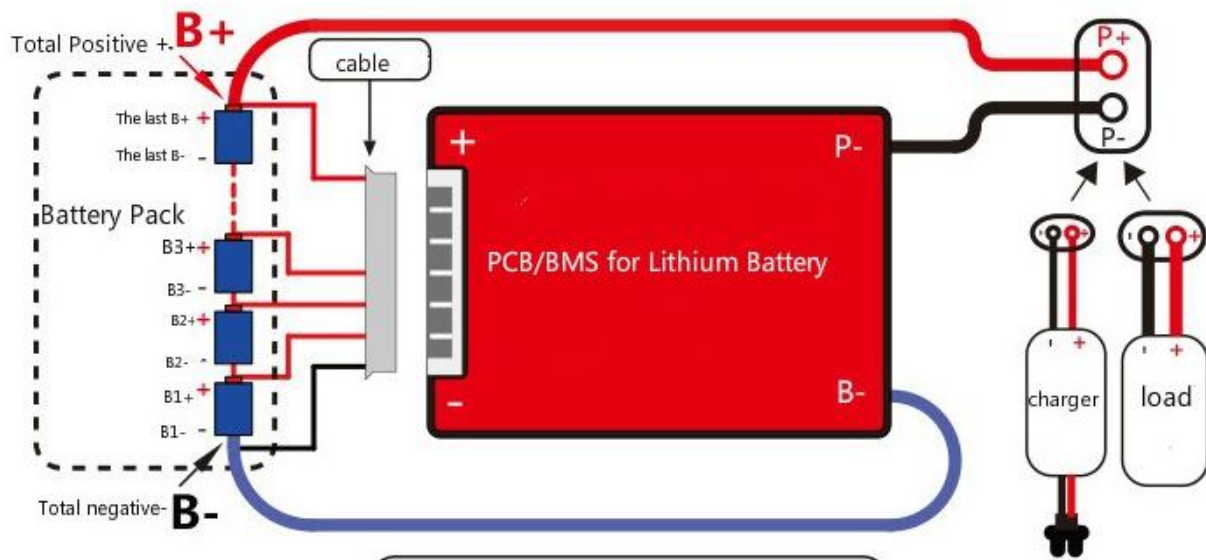 Total Positive +
B+
cable
P+
P-
The last B+ +
The last B- -
+
P-
Battery Pack
B3+ +
B3- -
B2+ +
B2- -
B1+ +
B1- -
PCB/BMS for Lithium Battery
B-
-
- +
- +
- +
charger
- +
load
Total negative-
B-